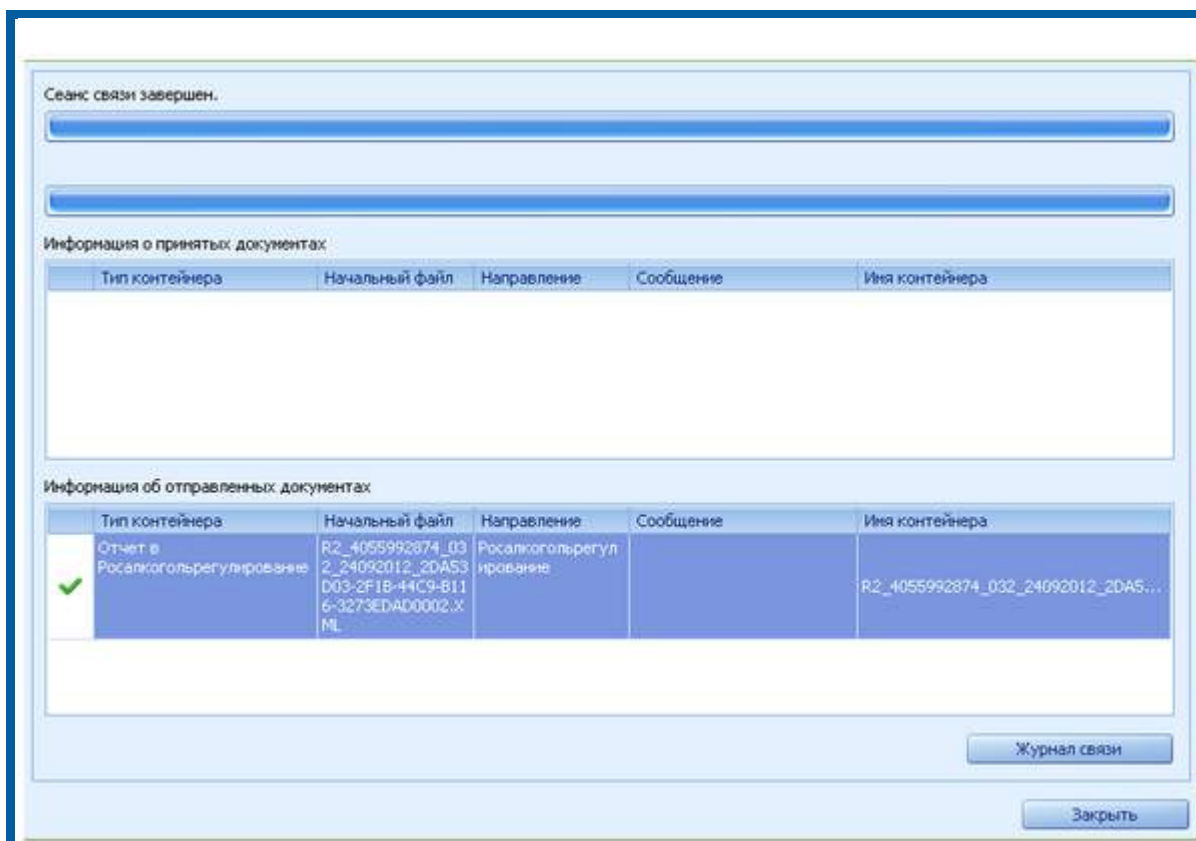 Сеанс связи завершен.
Информация о принятых документах
Тип контейнера Начальный файл Направление Сообщение Имя контейнера
Информация об отправленных документах
Тип контейнера Начальный файл Направление Сообщение Имя контейнера
Отчет в R2_4055992874_03 Росалкогольрегул
Росалкогольрегулирование 2_24092012_2DA53 ирование
D03-2F1B-44C9-B11 R2_4055992874_032_24092012_2DA5...
6-3273EDAD0002.X
ML
Журнал связи
Закрыть